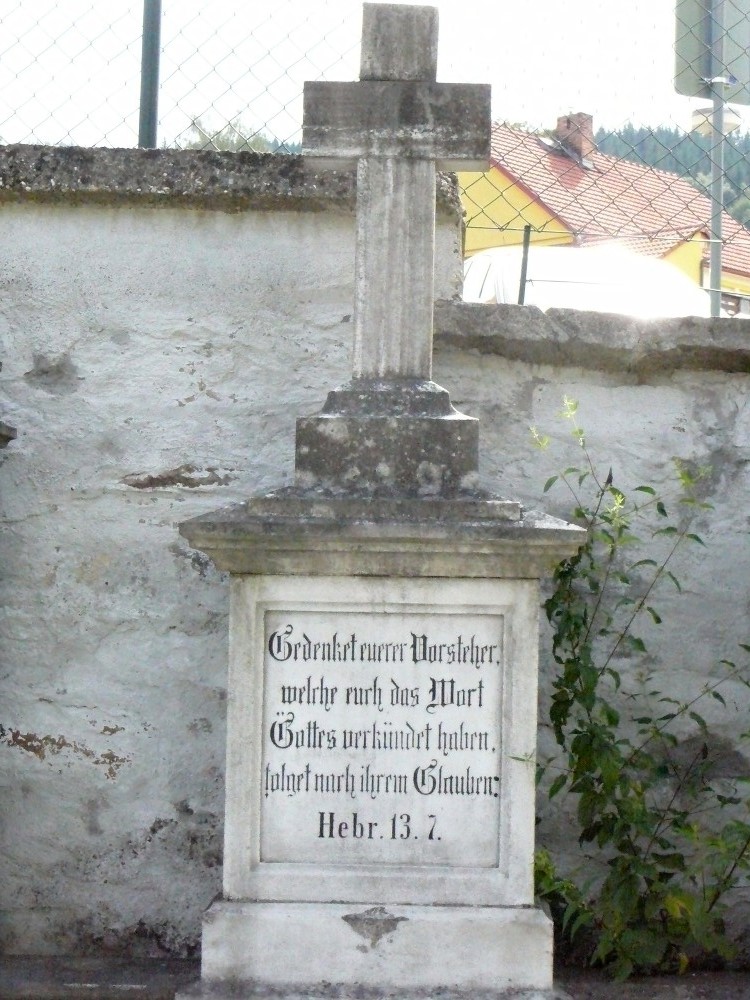 Gedenket euerer Vorsteher,
welche euch das Wort
Gottes verkündet haben,
folget nach ihrem Glauben:
Hebr. 13. 7.